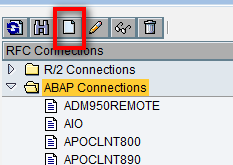 RFC Connections
R/2 Connections
ABAP Connections
ADM950REMOTE
AIO
APOCLNT800
APOCLNT890